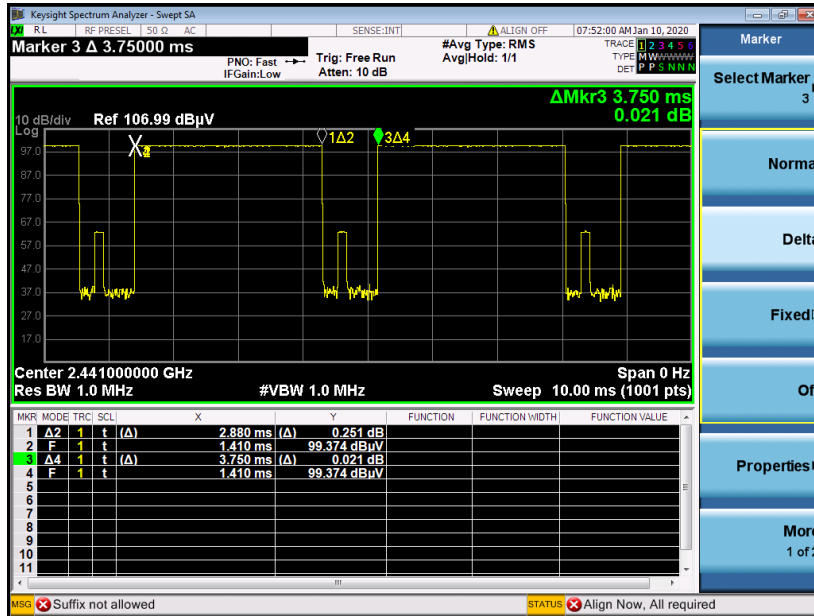 Keysight Spectrum Analyzer - Swept SA
LXI RL RF PRESEL 50 Ω AC SENSE:INT ALIGN OFF 07:52:00 AM Jan 10, 2020
Marker 3 Δ 3.75000 ms
PNO: Fast
IFGain:Low
Trig: Free Run
Atten: 10 dB
#Avg Type: RMS
Avg|Hold: 1/1
TRACE 1 2 3 4 5 6
TYPE M W W W W W
DET P P S N N N
ΔMkr3 3.750 ms
0.021 dB
10 dB/div Ref 106.99 dBµV
Log
1Δ2 3Δ4
97.0
87.0
77.0
67.0
57.0
47.0
37.0
27.0
17.0
Center 2.441000000 GHz Span 0 Hz
Res BW 1.0 MHz #VBW 1.0 MHz Sweep 10.00 ms (1001 pts)
MKR MODE TRC SCL X Y FUNCTION FUNCTION WIDTH FUNCTION VALUE
1 Δ2 1 t (Δ) 2.880 ms (Δ) 0.251 dB
2 F 1 t 1.410 ms 99.374 dBµV
3 Δ4 1 t (Δ) 3.750 ms (Δ) 0.021 dB
4 F 1 t 1.410 ms 99.374 dBµV
5
6
7
8
9
10
11
MSG Suffix not allowed STATUS Align Now, All required
Marker
Select Marker
3
Norma
Delta
Fixed
Of
Properties
More
1 of 2